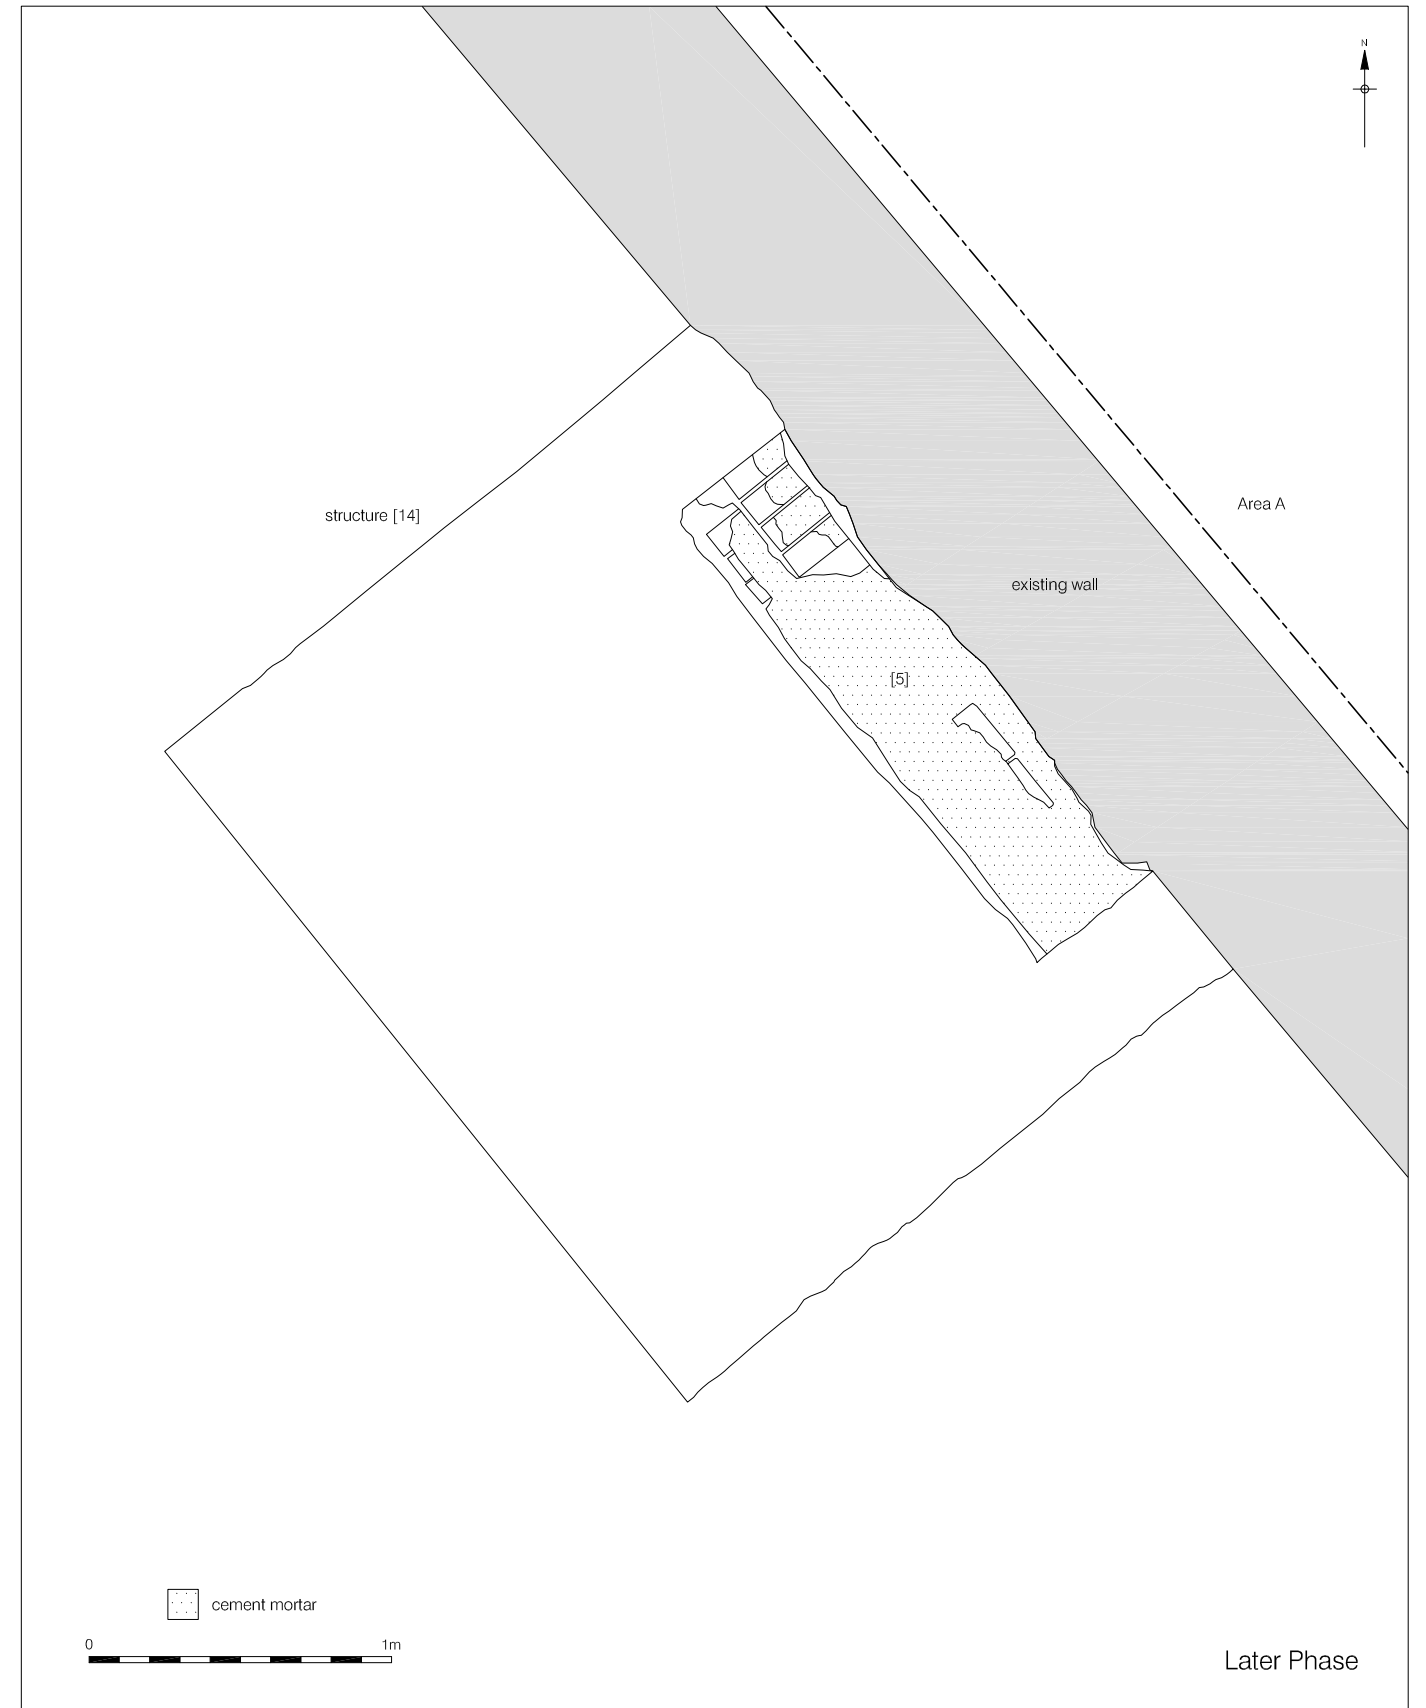 N
Area A
structure [14]
existing wall
[5]
cement mortar
0 1m
Later Phase